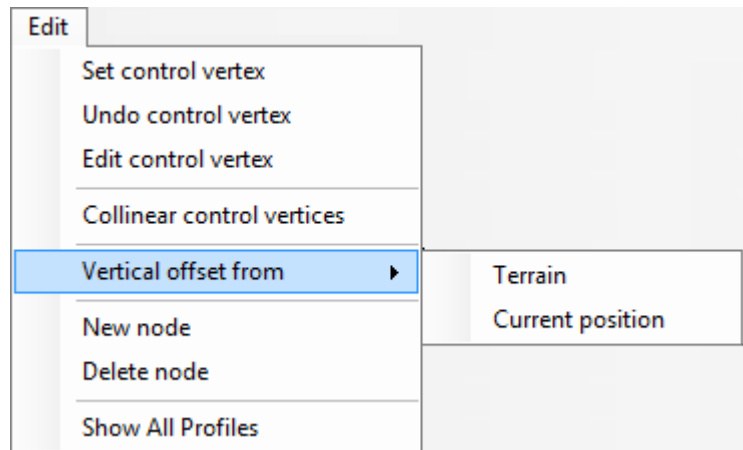 Edit
Set control vertex
Undo control vertex
Edit control vertex
Collinear control vertices
Vertical offset from
Terrain
Current position
New node
Delete node
Show All Profiles